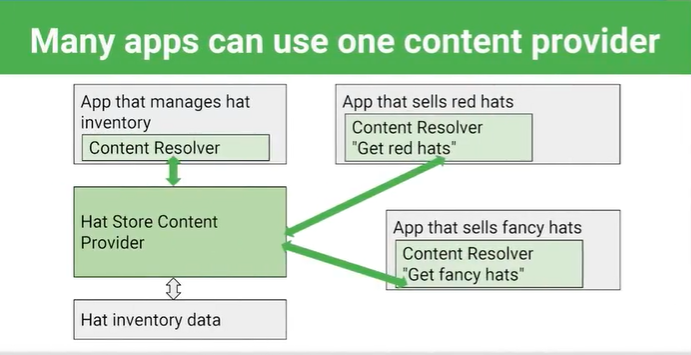 Many apps can use one content provider
App that manages hat
inventory
Content Resolver
App that sells red hats
Content Resolver
"Get red hats"
Hat Store Content
Provider
App that sells fancy hats
Content Resolver
"Get fancy hats"
Hat inventory data